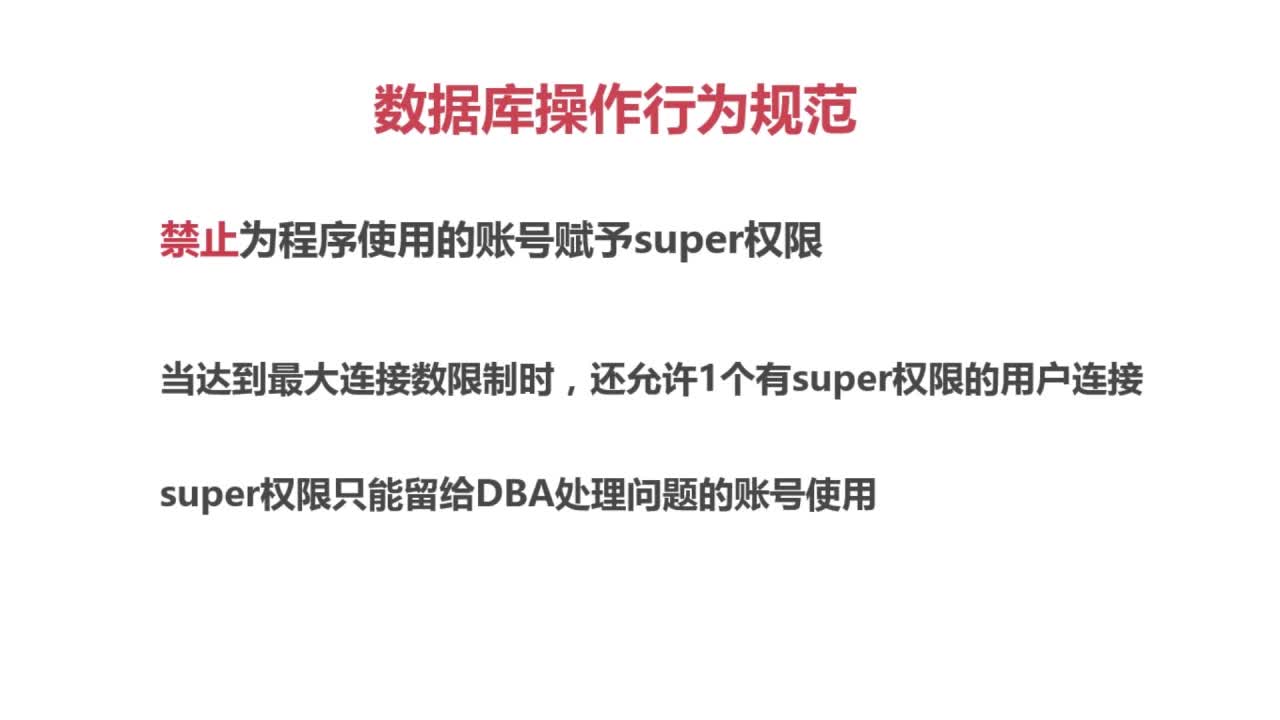 数据库操作行为规范
禁止为程序使用的账号赋予super权限
当达到最大连接数限制时，还允许1个有super权限的用户连接
super权限只能留给DBA处理问题的账号使用